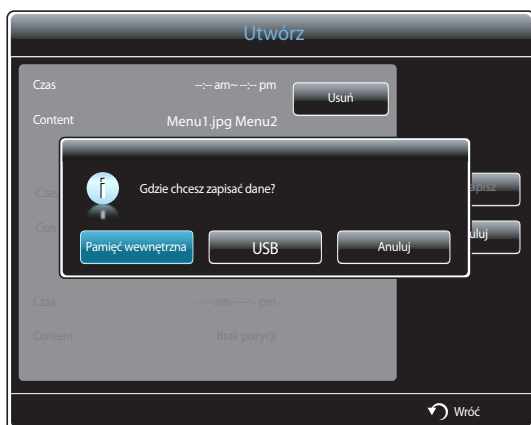 Utwórz
Czas --:-- am~ --:-- pm
Usuń
Content Menu1.jpg Menu2
Gdzie chcesz zapisać dane?
Pamięć wewnętrzna USB Anuluj
Czas --:-- am~ --:-- pm
Content Brak pozycji
Wróć